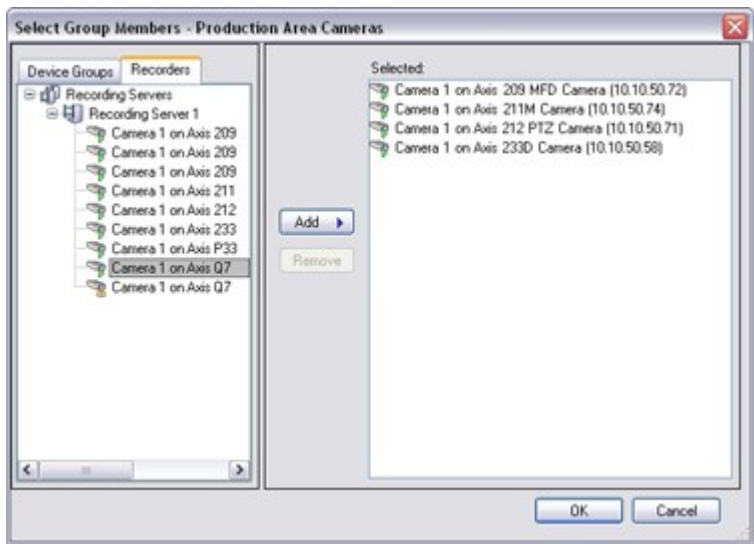 Select Group Members - Production Area Cameras
Device Groups
Recorders
Recording Servers
Recording Server 1
Camera 1 on Axis 209
Camera 1 on Axis 209
Camera 1 on Axis 209
Camera 1 on Axis 211
Camera 1 on Axis 212
Camera 1 on Axis 233
Camera 1 on Axis P33
Camera 1 on Axis Q7
Camera 1 on Axis Q7
Add
Remove
Selected:
Camera 1 on Axis 209 MFD Camera (10.10.50.72)
Camera 1 on Axis 211M Camera (10.10.50.74)
Camera 1 on Axis 212 PTZ Camera (10.10.50.71)
Camera 1 on Axis 233D Camera (10.10.50.58)
OK
Cancel